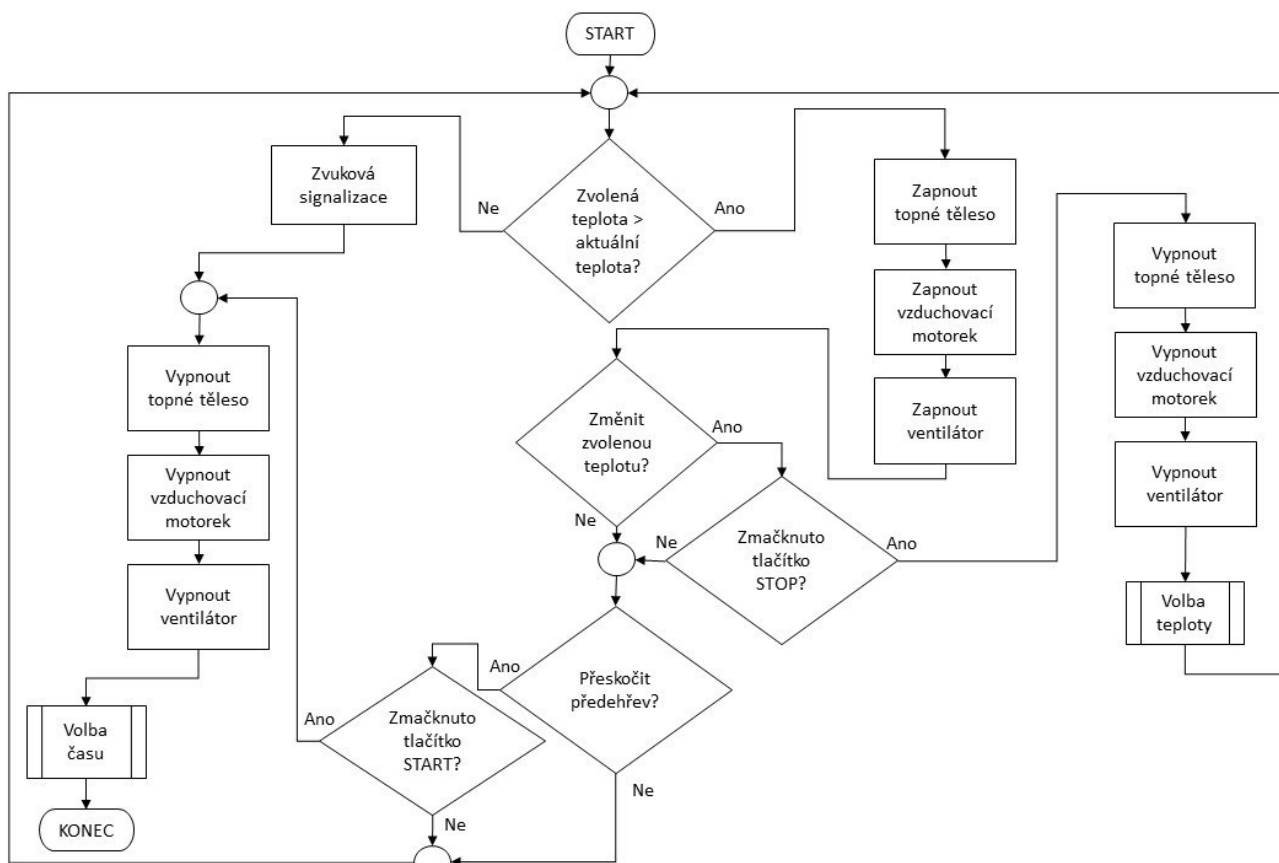 START
Zvuková
signalizace
Ne
Zvolená
teplota >
aktuální
teplota?
Ano
Zapnout
topné těleso
Vypnout
topné těleso
Zapnout
vzduchovací
motorek
Vypnout
topné těleso
Vypnout
vzduchovací
motorek
Změnit
zvolenou
teplotu?
Ano
Zapnout
ventilátor
Vypnout
vzduchovací
motorek
Vypnout
ventilátor
Ne
Ne
Zmačknuto
tlačítko
STOP?
Ano
Vypnout
ventilátor
Volba
teploty
Ano
Přeskočit
předehřev?
Volba
času
Ano
Zmačknuto
tlačítko
START?
Ne
KONEC
Ne